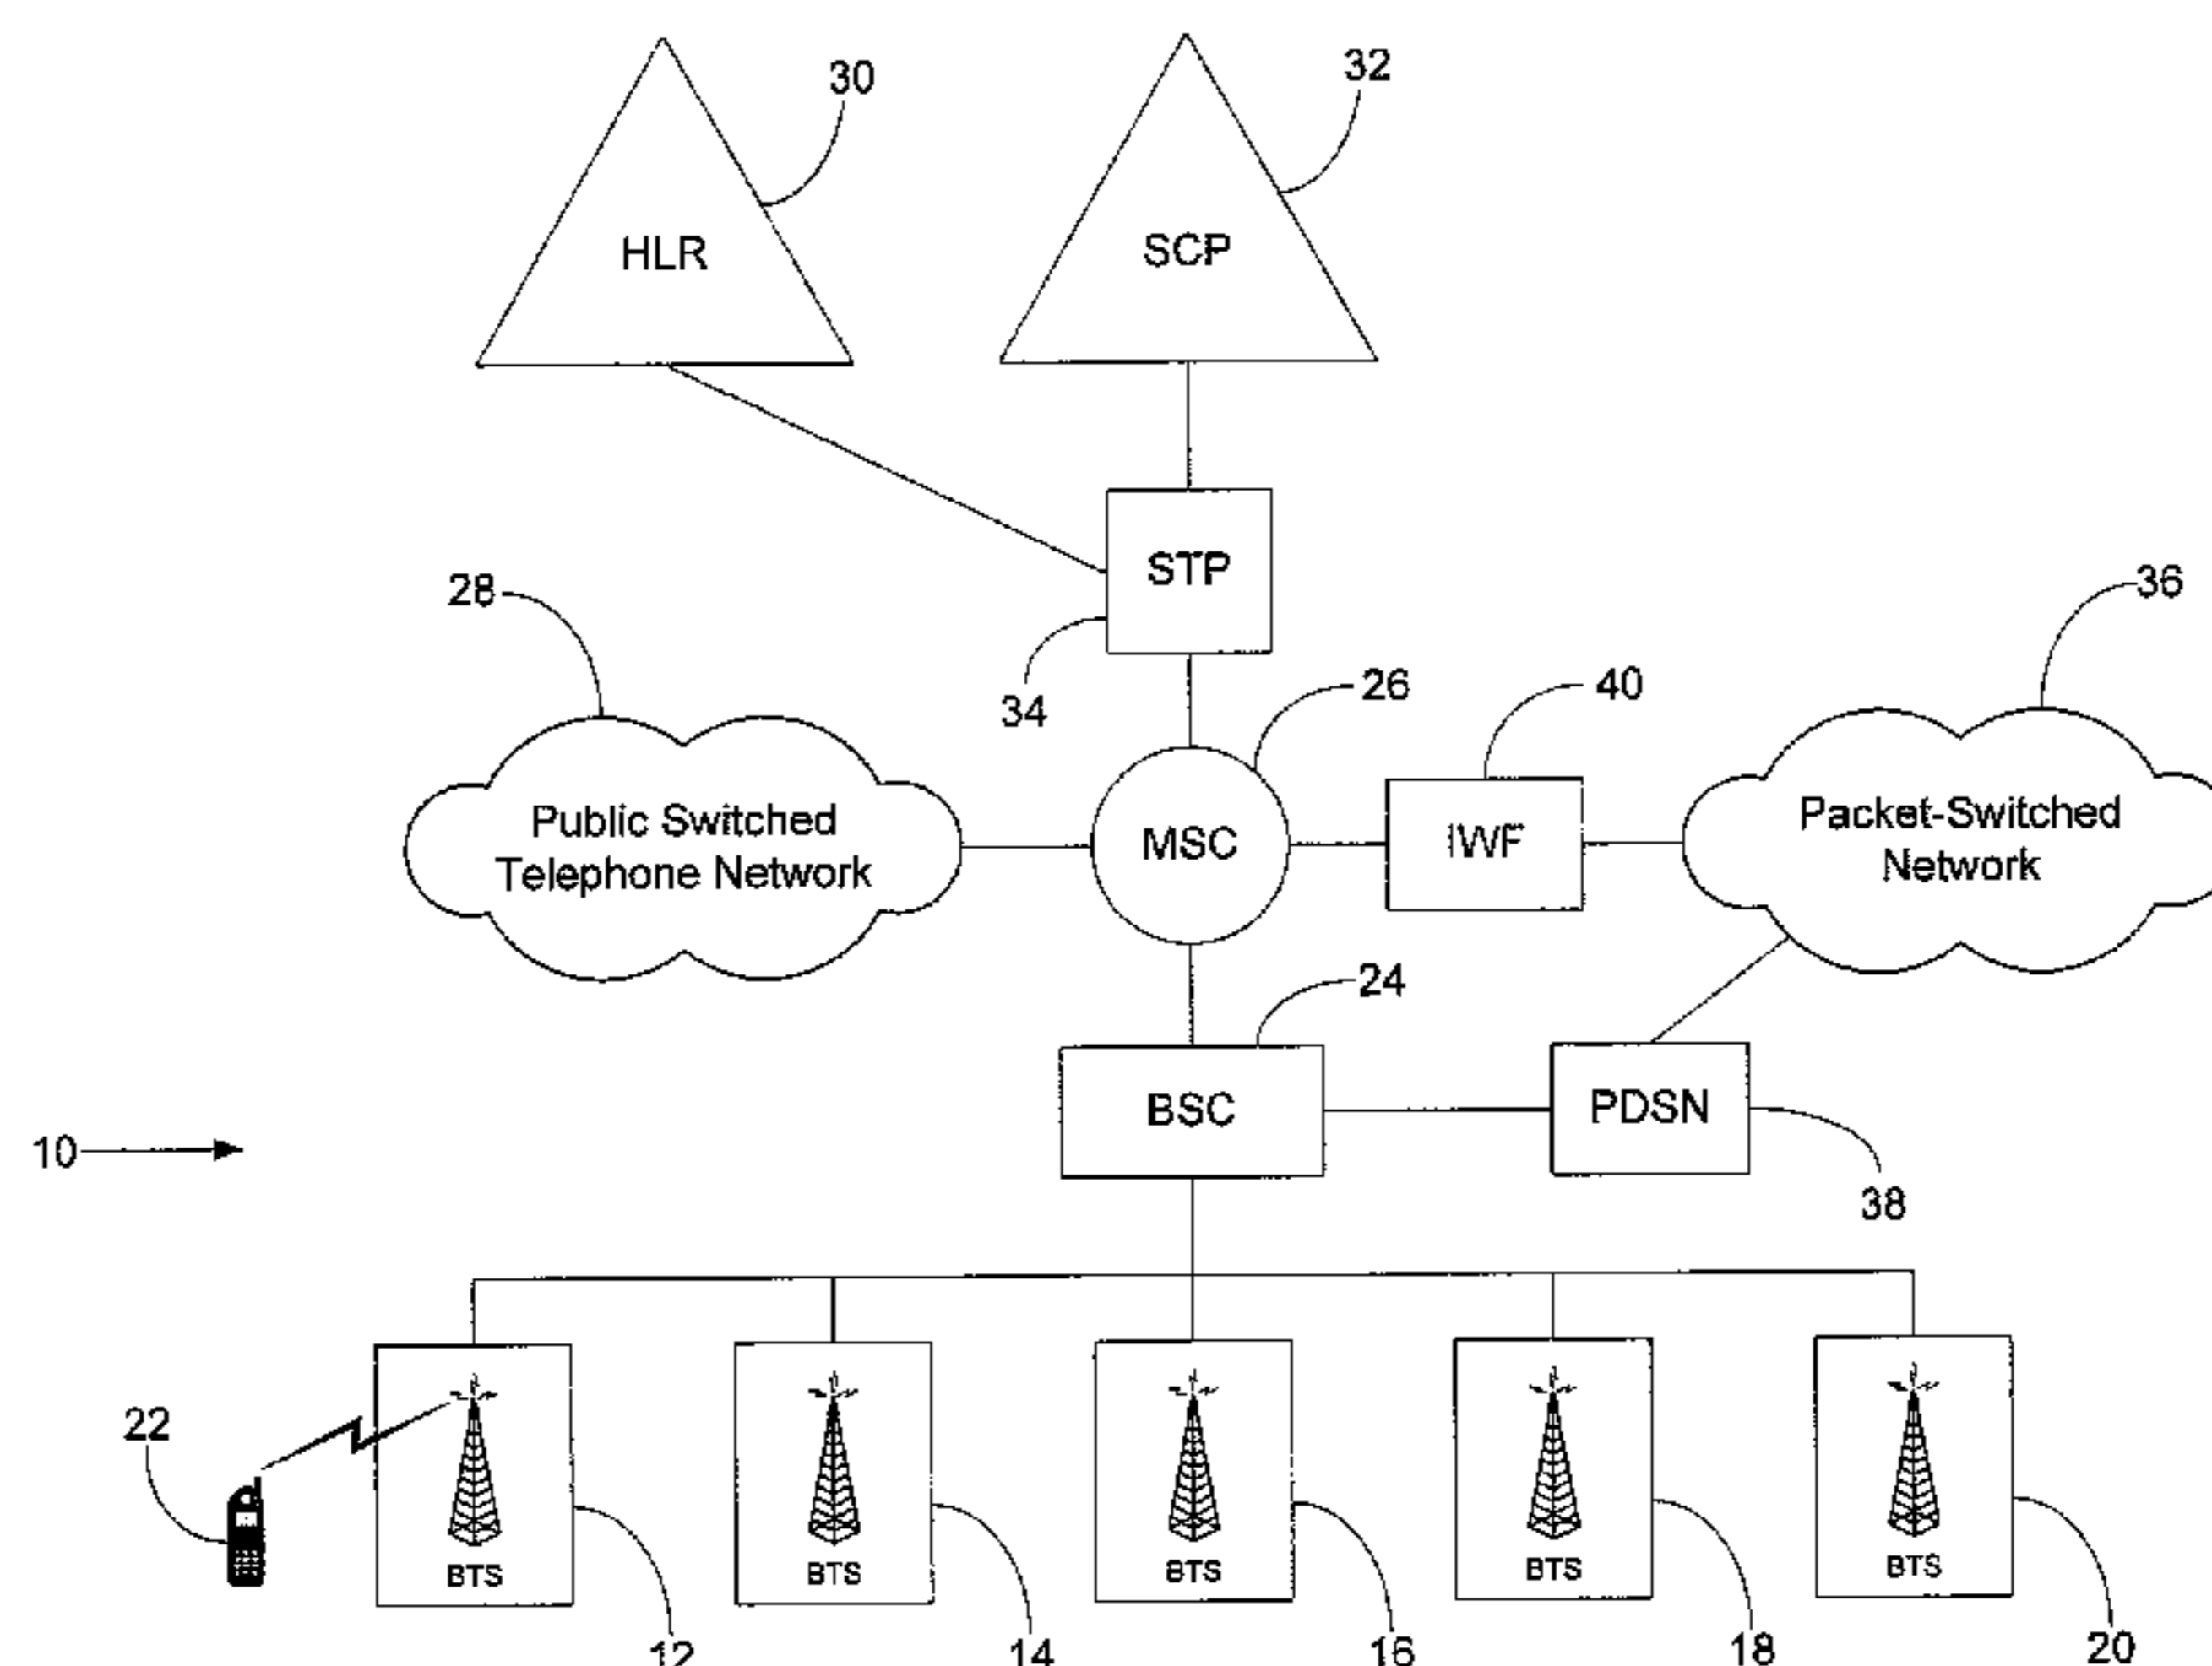 30
32
HLR
SCP
28
STP
36
34
26
40
Public Switched
Telephone Network
MSC
IWF
Packet-Switched
Network
24
10
BSC
PDSN
38
22
BTS
BTS
BTS
BTS
BTS
12
14
16
18
20